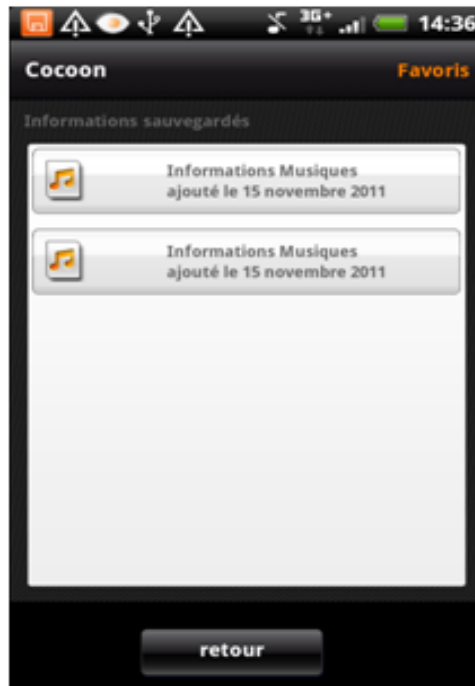 3G+ 14:36
Cocoon Favoris
Informations sauvegardés
Informations Musiques
ajouté le 15 novembre 2011
Informations Musiques
ajouté le 15 novembre 2011
retour